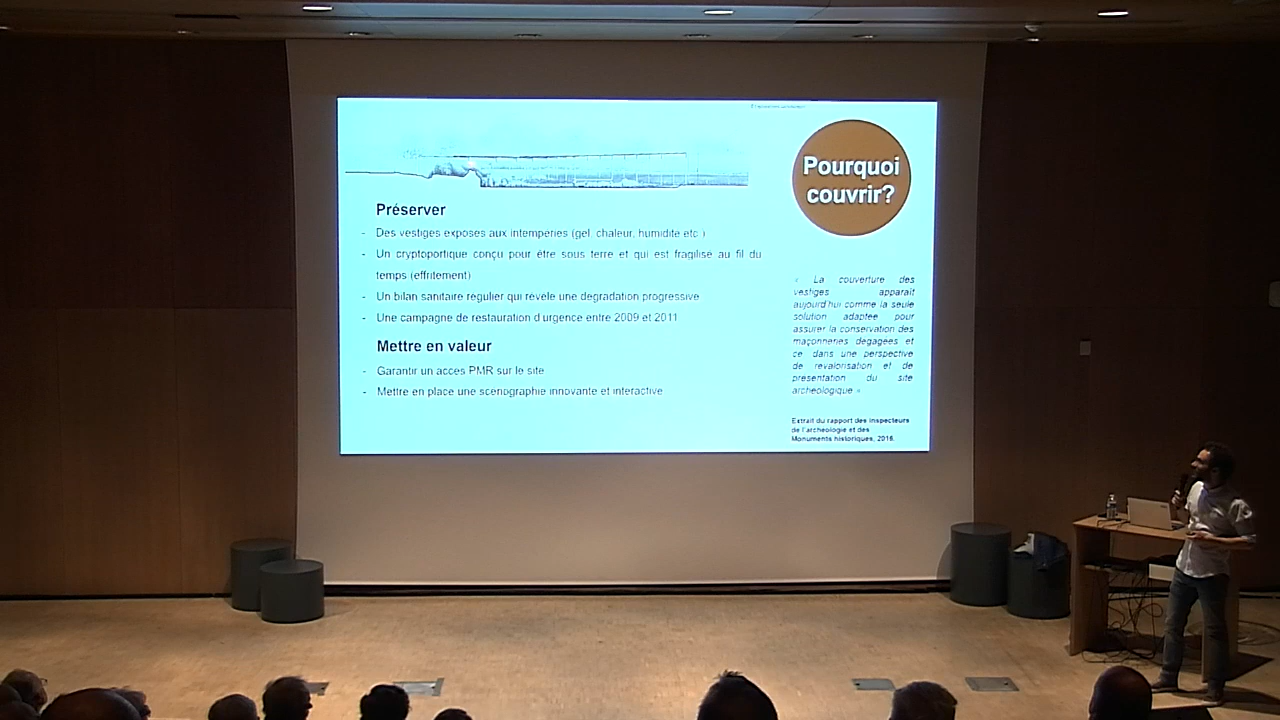 Pourquoi
couvrir?
Préserver
- Des vestiges exposés aux intempéries (gel, chaleur, humidité etc.)
- Un cryptoportique conçu pour être sous terre et qui est fragilisé au fil du
temps (effritement)
- Un bilan sanitaire régulier qui révèle une dégradation progressive
- Une campagne de restauration d'urgence entre 2009 et 2011
Mettre en valeur
- Garantir un accès PMR sur le site
- Mettre en place une scénographie innovante et interactive
« La couverture des
vestiges apparaît
aujourd'hui comme la seule
solution adaptée pour
assurer la conservation des
maçonneries dégagées et
ce dans une perspective
de revalorisation et de
présentation du site
archéologique »
Extrait du rapport des inspecteurs
de l'archéologie et des
Monuments historiques, 2016.